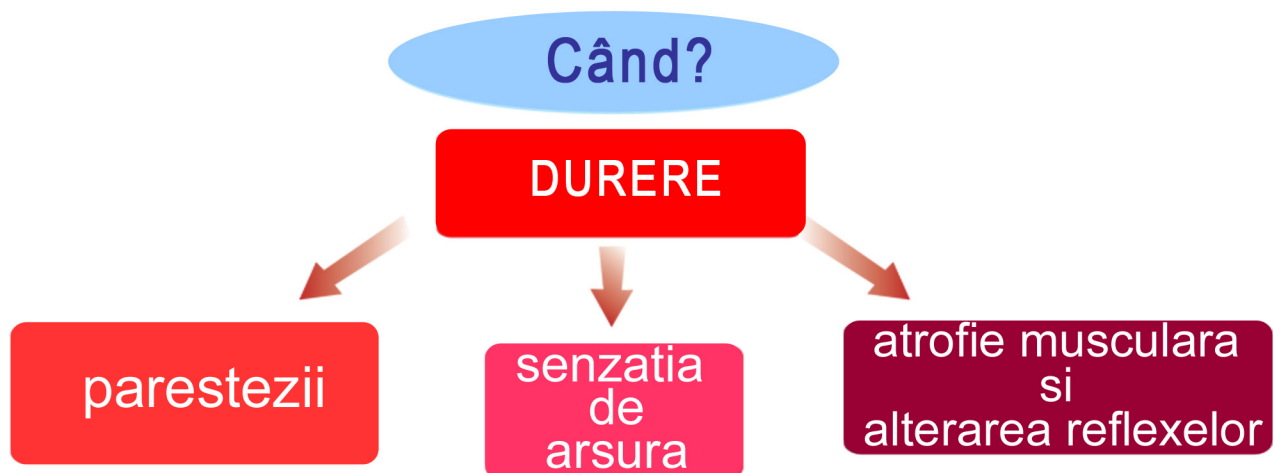 Când?
DURERE
parestezii
senzatia
de
arsura
atrofie musculara
si
alterarea reflexelor